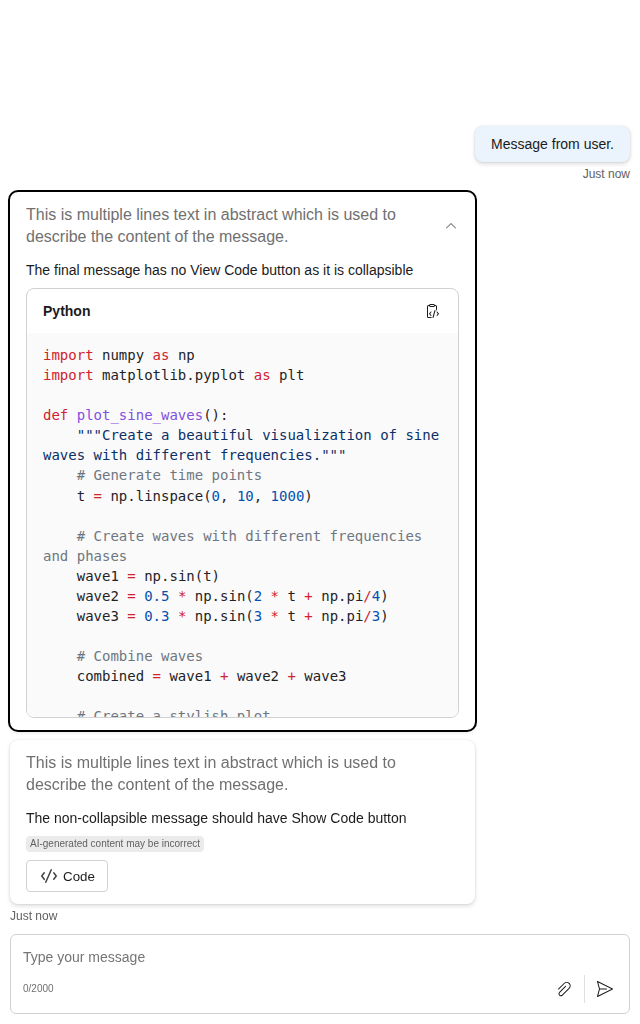 Message from user.
Just now
This is multiple lines text in abstract which is used to
describe the content of the message.
The final message has no View Code button as it is collapsible
Python
import numpy as np
import matplotlib.pyplot as plt
def plot_sine_waves():
    """Create a beautiful visualization of sine
waves with different frequencies."""
    # Generate time points
    t = np.linspace(0, 10, 1000)
    # Create waves with different frequencies
and phases
    wave1 = np.sin(t)
    wave2 = 0.5 * np.sin(2 * t + np.pi/4)
    wave3 = 0.3 * np.sin(3 * t + np.pi/3)
    # Combine waves
    combined = wave1 + wave2 + wave3
    # Create a stylish plot
This is multiple lines text in abstract which is used to
describe the content of the message.
The non-collapsible message should have Show Code button
AI-generated content may be incorrect
Code
Just now
Type your message
0/2000